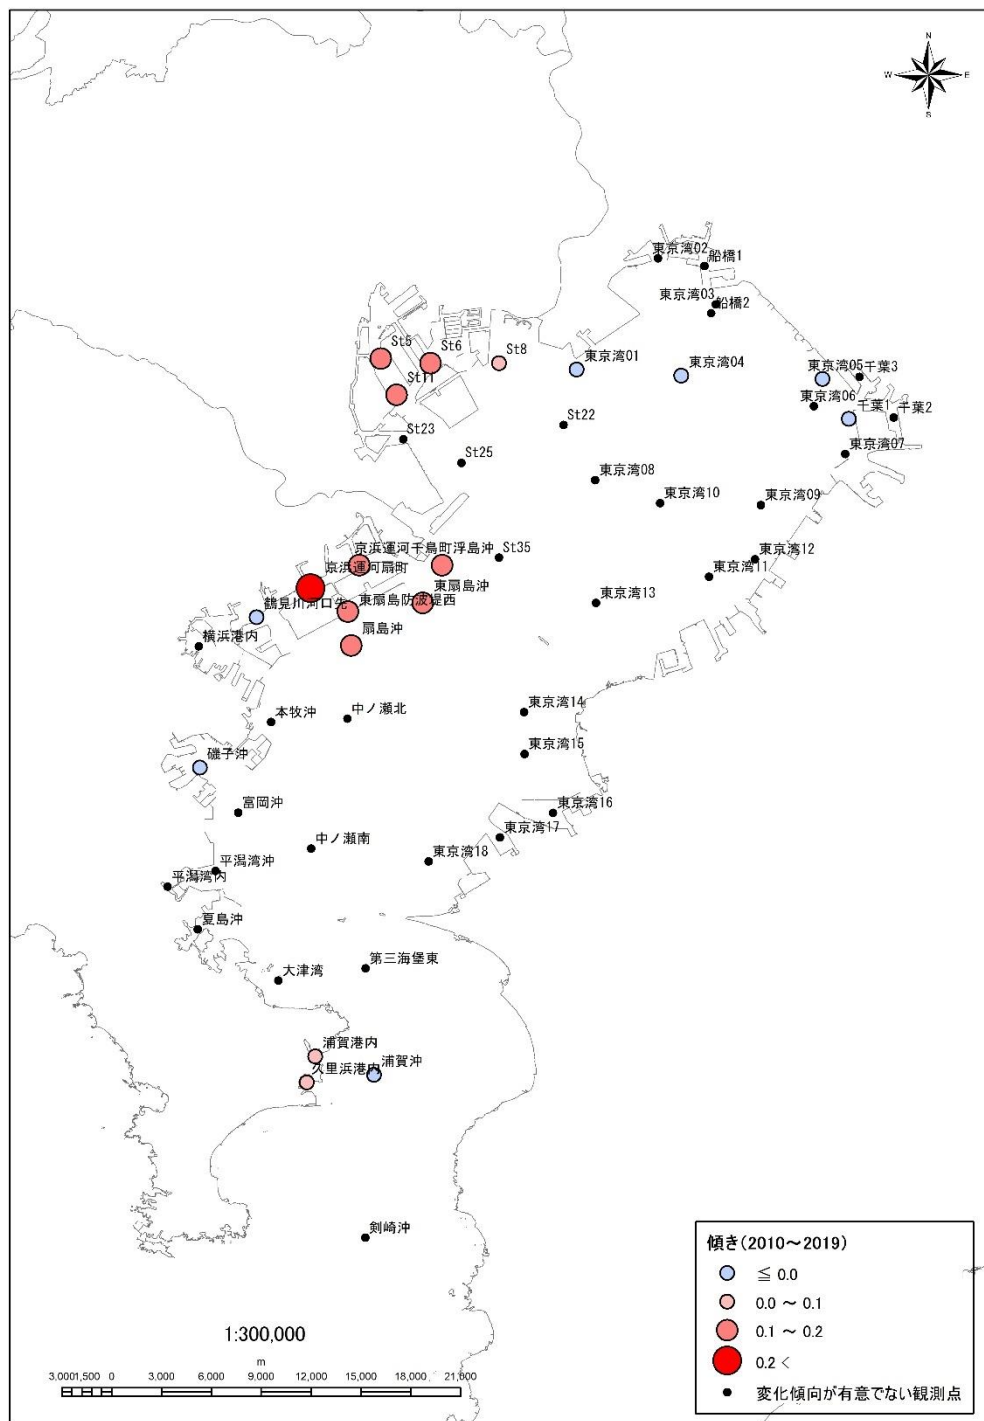 N
W
E
S
東京湾02
船橋1
東京湾03
船橋2
St5
St6
St8
東京湾01
東京湾04
東京湾05
千葉3
St11
東京湾06
千葉1
千葉2
St23
St22
東京湾07
St25
東京湾08
東京湾10
東京湾09
京浜運河千鳥町
浮島沖
St35
東京湾12
京浜運河扇町
東京湾11
東扇島沖
鶴見川河口先
東扇島防波堤西
東京湾13
横浜港内
扇島沖
本牧沖
中ノ瀬北
東京湾14
磯子沖
東京湾15
富岡沖
東京湾16
中ノ瀬南
東京湾17
平潟湾沖
東京湾18
平潟湾内
夏島沖
大津湾
第三海堡東
浦賀港内
久里浜港内
浦賀沖
剣崎沖
傾き(2010～2019)
≦ 0.0
0.0 ～ 0.1
0.1 ～ 0.2
0.2 <
変化傾向が有意でない観測点
1:300,000
m
3,000 1,500 0 3,000 6,000 9,000 12,000 15,000 18,000 21,000